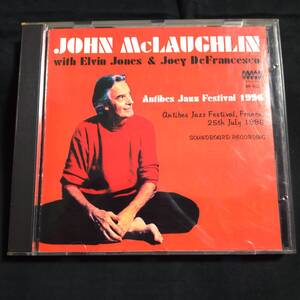 JOHN McLAUGHLIN
with Elvin Jones & Joey DeFrancesco
Antibes Jazz Festival 1996
Antibes Jazz Festival, France
25th July 1996
SOUNDBOARD RECORDING